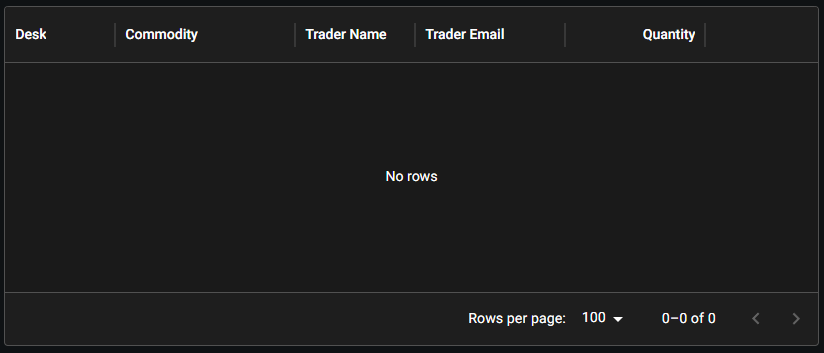 Desk Commodity Trader Name Trader Email Quantity
No rows
Rows per page: 100 0–0 of 0